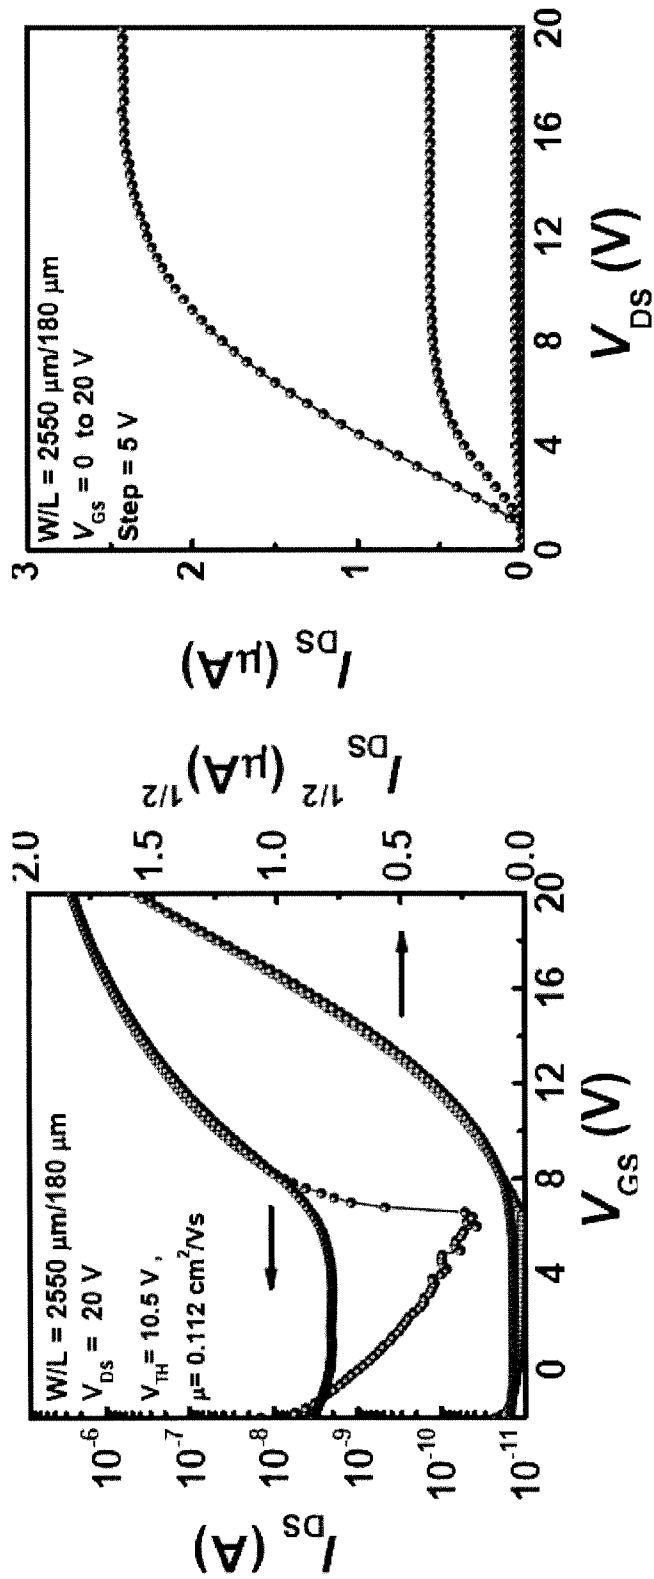 W/L = 2550 μm/180 μm
V_DS = 20 V
V_TH = 10.5 V ,
μ= 0.112 cm²/Vs
10⁻⁶
10⁻⁷
10⁻⁸
10⁻⁹
10⁻¹⁰
10⁻¹¹
I_DS (A)
0 4 8 12 16 20
V_GS (V)
2.0
1.5
1.0
0.5
0.0
I_DS^1/2 (μA)^1/2
W/L = 2550 μm/180 μm
V_GS = 0 to 20 V
Step = 5 V
3
2
1
0
I_DS (μA)
0 4 8 12 16 20
V_DS (V)